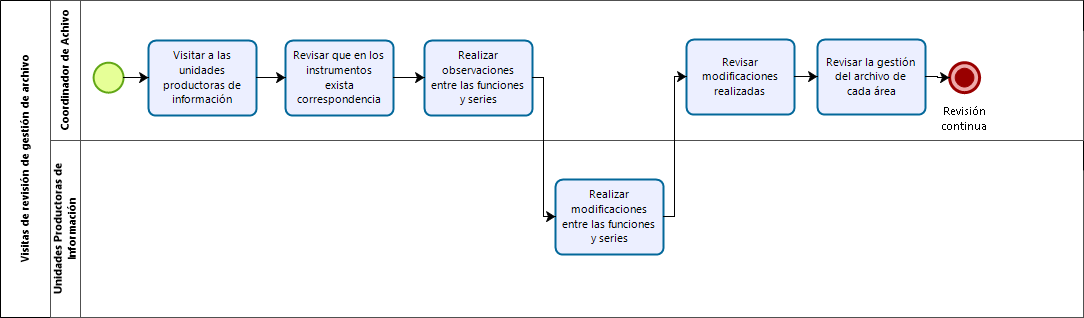 Visitas de revisión de gestión de archivo
Coordinador de Achivo
Visitar a las
unidades
productoras de
información
Revisar que en los
instrumentos
exista
correspondencia
Realizar
observaciones
entre las funciones
y series
Revisar
modificaciones
realizadas
Revisar la gestión
del archivo de
cada área
Revisión
continua
Unidades Productoras de
Información
Realizar
modificaciones
entre las funciones
y series